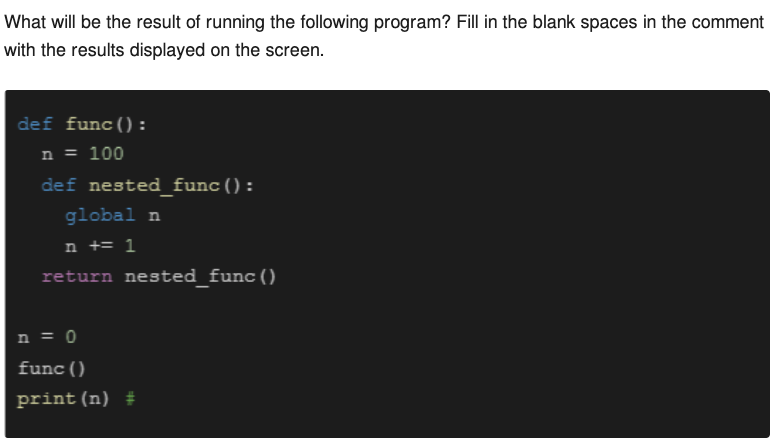 What will be the result of running the following program? Fill in the blank spaces in the comment
with the results displayed on the screen.
def func():
  n = 100
  def nested_func():
    global n
    n += 1
  return nested_func()
n = 0
func()
print(n) #